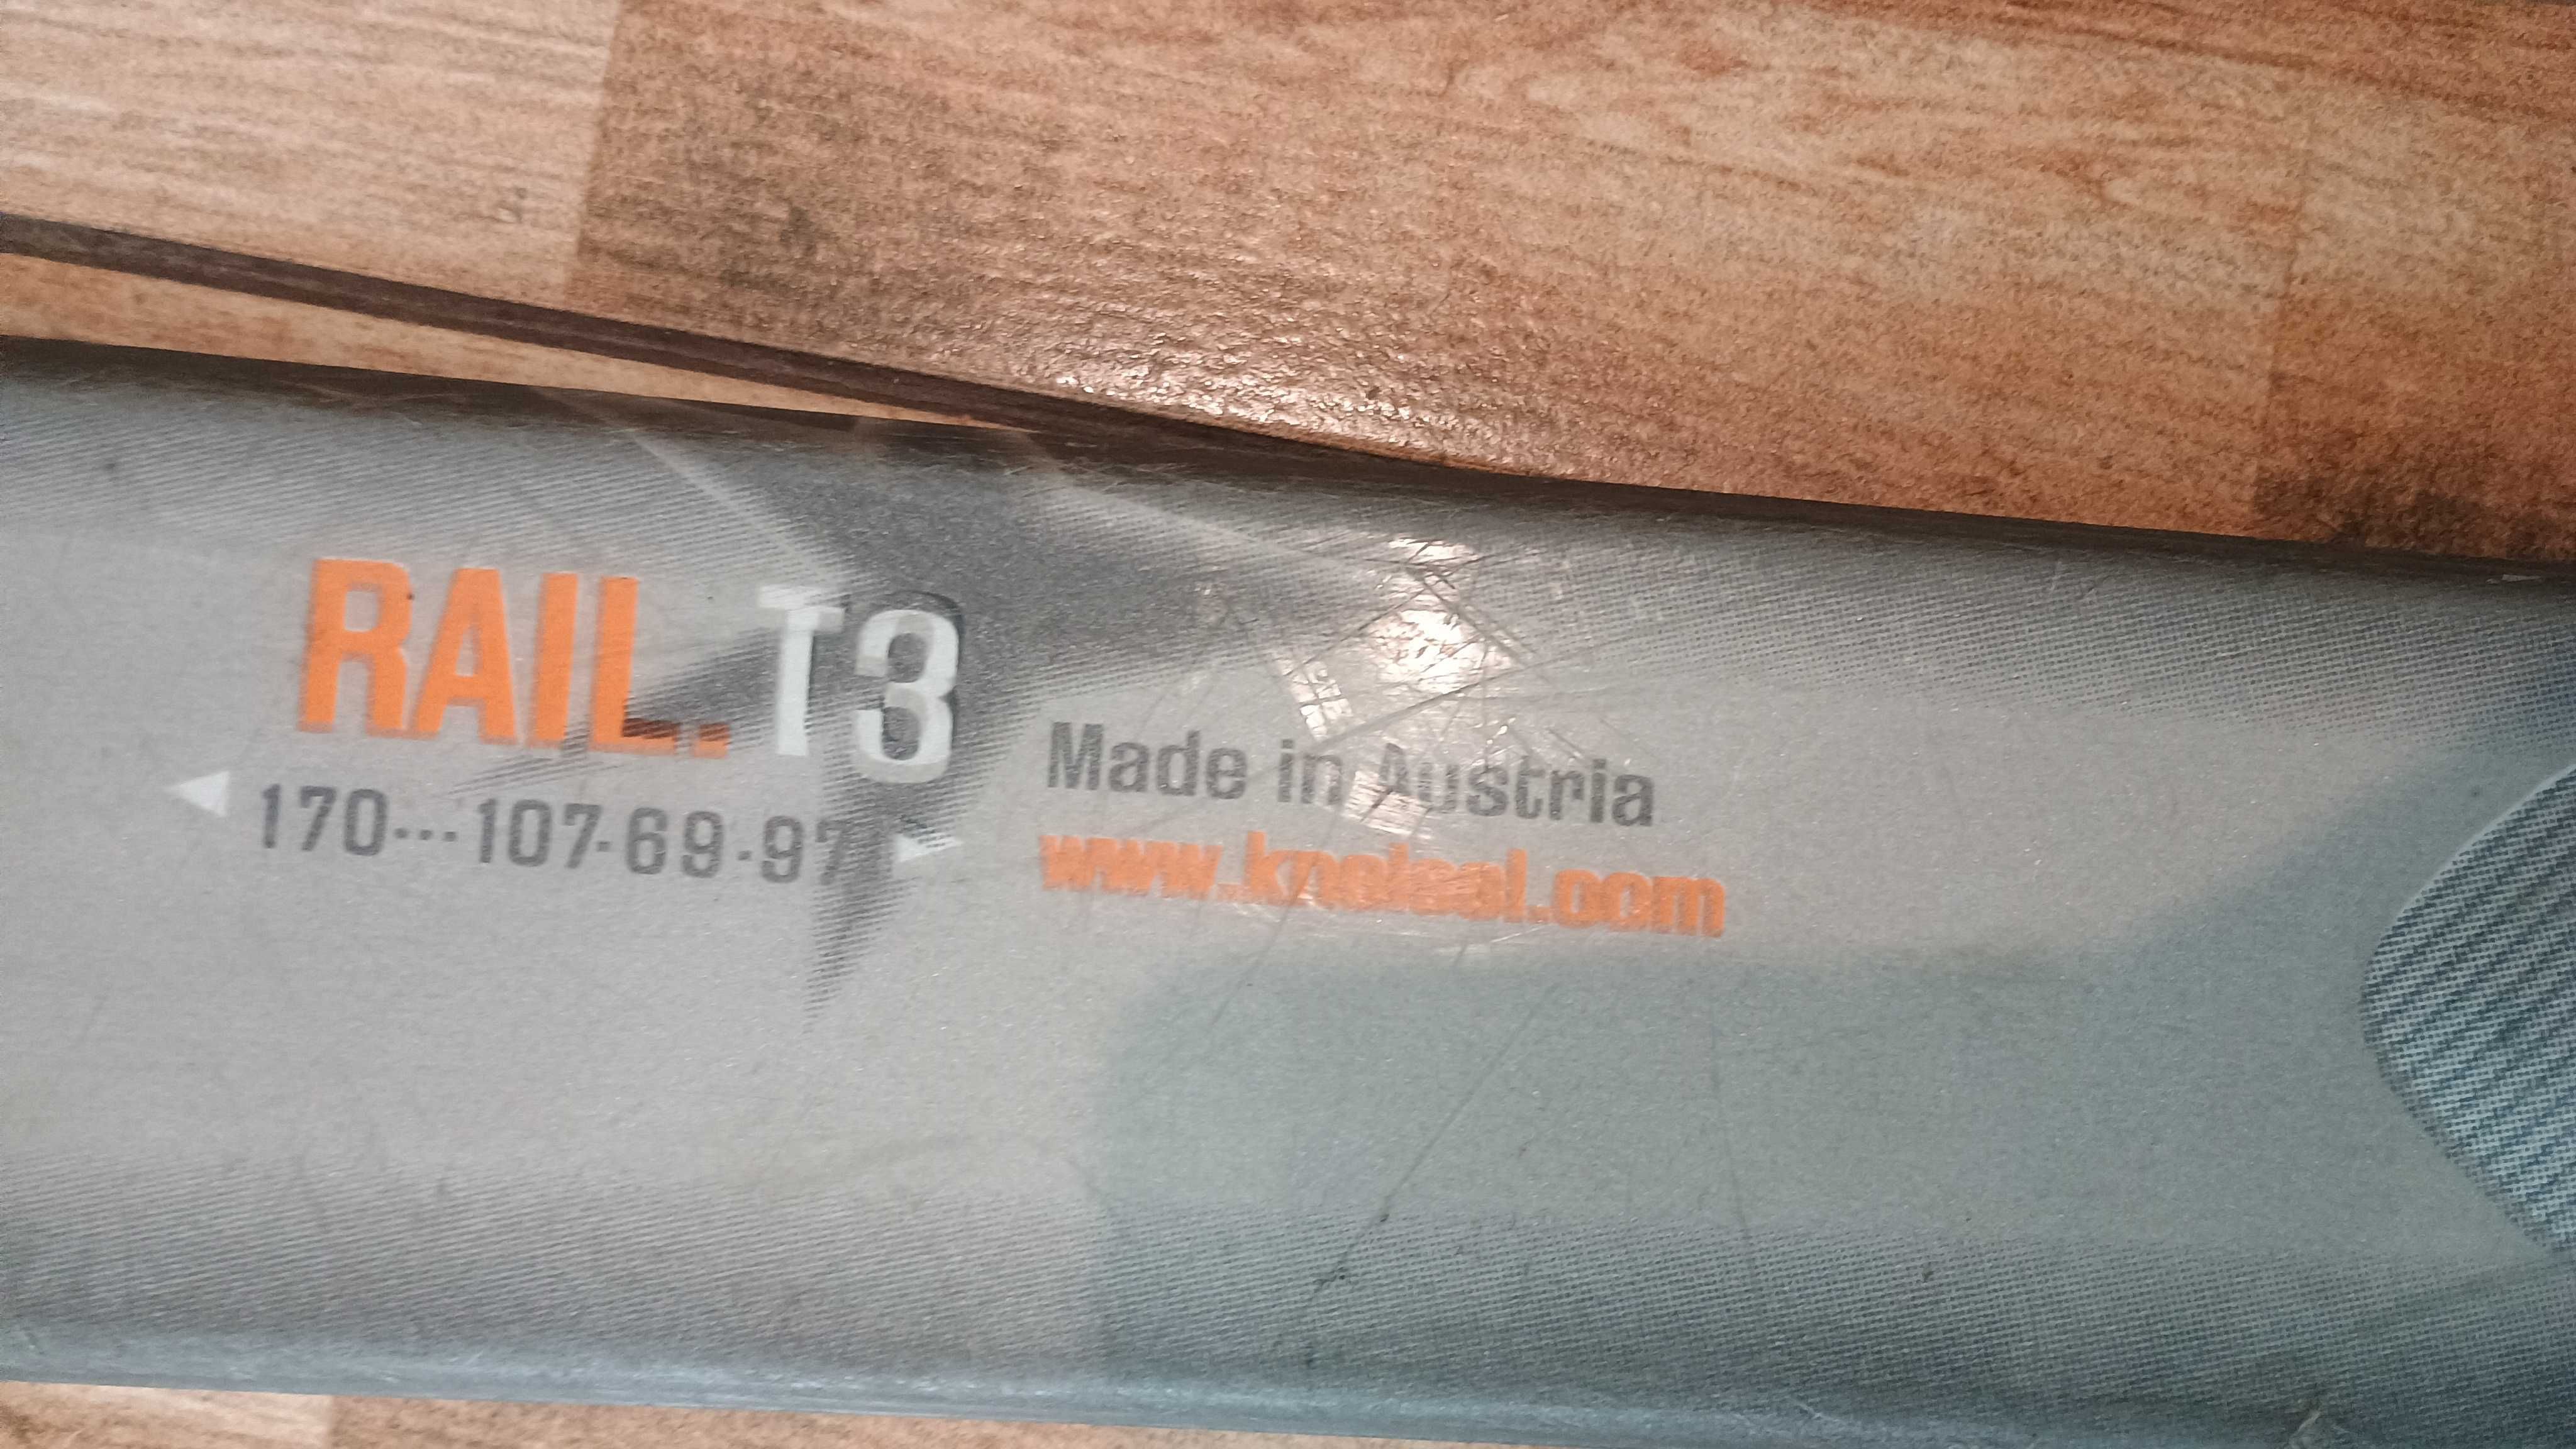 RAIL.T3
170...107-69-97
Made in Austria
www.kneissl.com